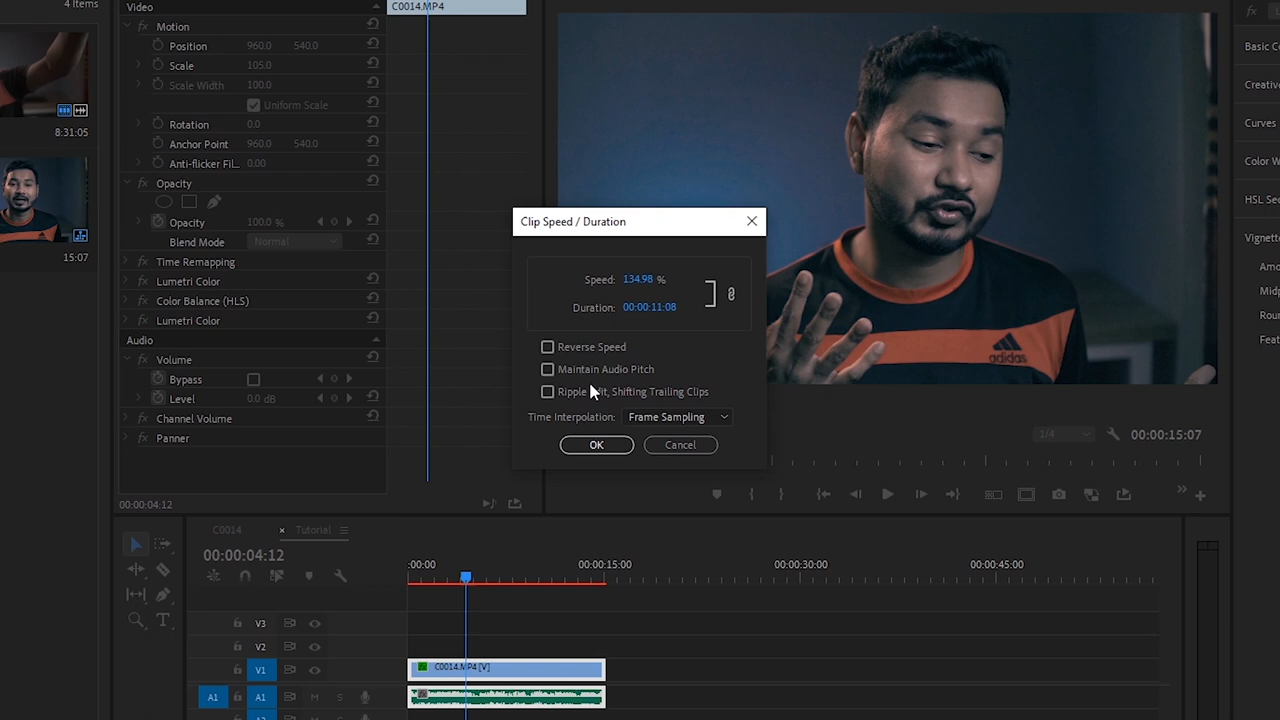 4 Items
8:31:05
15:07
Video
Motion
Position 960.0 540.0
Scale 105.0
Scale Width 100.0
Uniform Scale
Rotation 0.0
Anchor Point 960.0 540.0
Anti-flicker Fil... 0.00
Opacity
Opacity 100.0 %
Blend Mode Normal
Time Remapping
Lumetri Color
Color Balance (HLS)
Lumetri Color
Audio
Volume
Bypass
Level 0.0 dB
Channel Volume
Panner
00:00:04:12
C0014.MP4
adidas
Clip Speed / Duration
Speed: 134.98 %
Duration: 00:00:11:08
Reverse Speed
Maintain Audio Pitch
Ripple Edit, Shifting Trailing Clips
Time Interpolation: Frame Sampling
OK Cancel
1/4 00:00:15:07
fx
Basic Co
Creative
Curves
Color W
HSL Sec
Vignette
Amo
Midp
Roun
Feat
C0014 × Tutorial
00:00:04:12
:00:00 00:00:15:00 00:00:30:00 00:00:45:00
V3
V2
V1
C0014.MP4 [V]
A1 A1 M S